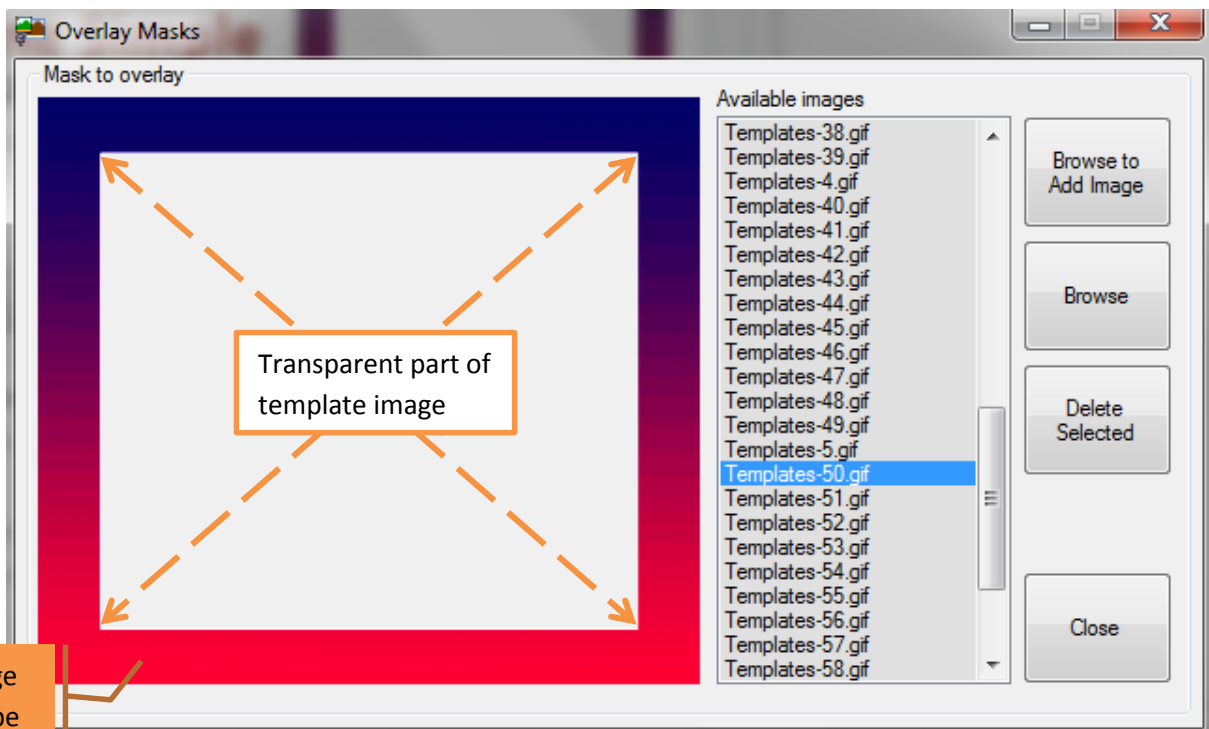 Overlay Masks
Mask to overlay
Available images
Templates-38.gif
Templates-39.gif
Templates-4.gif
Templates-40.gif
Templates-41.gif
Templates-42.gif
Templates-43.gif
Templates-44.gif
Templates-45.gif
Templates-46.gif
Templates-47.gif
Templates-48.gif
Templates-49.gif
Templates-5.gif
Templates-50.gif
Templates-51.gif
Templates-52.gif
Templates-53.gif
Templates-54.gif
Templates-55.gif
Templates-56.gif
Templates-57.gif
Templates-58.gif
Browse to
Add Image
Browse
Delete
Selected
Close
Transparent part of
template image